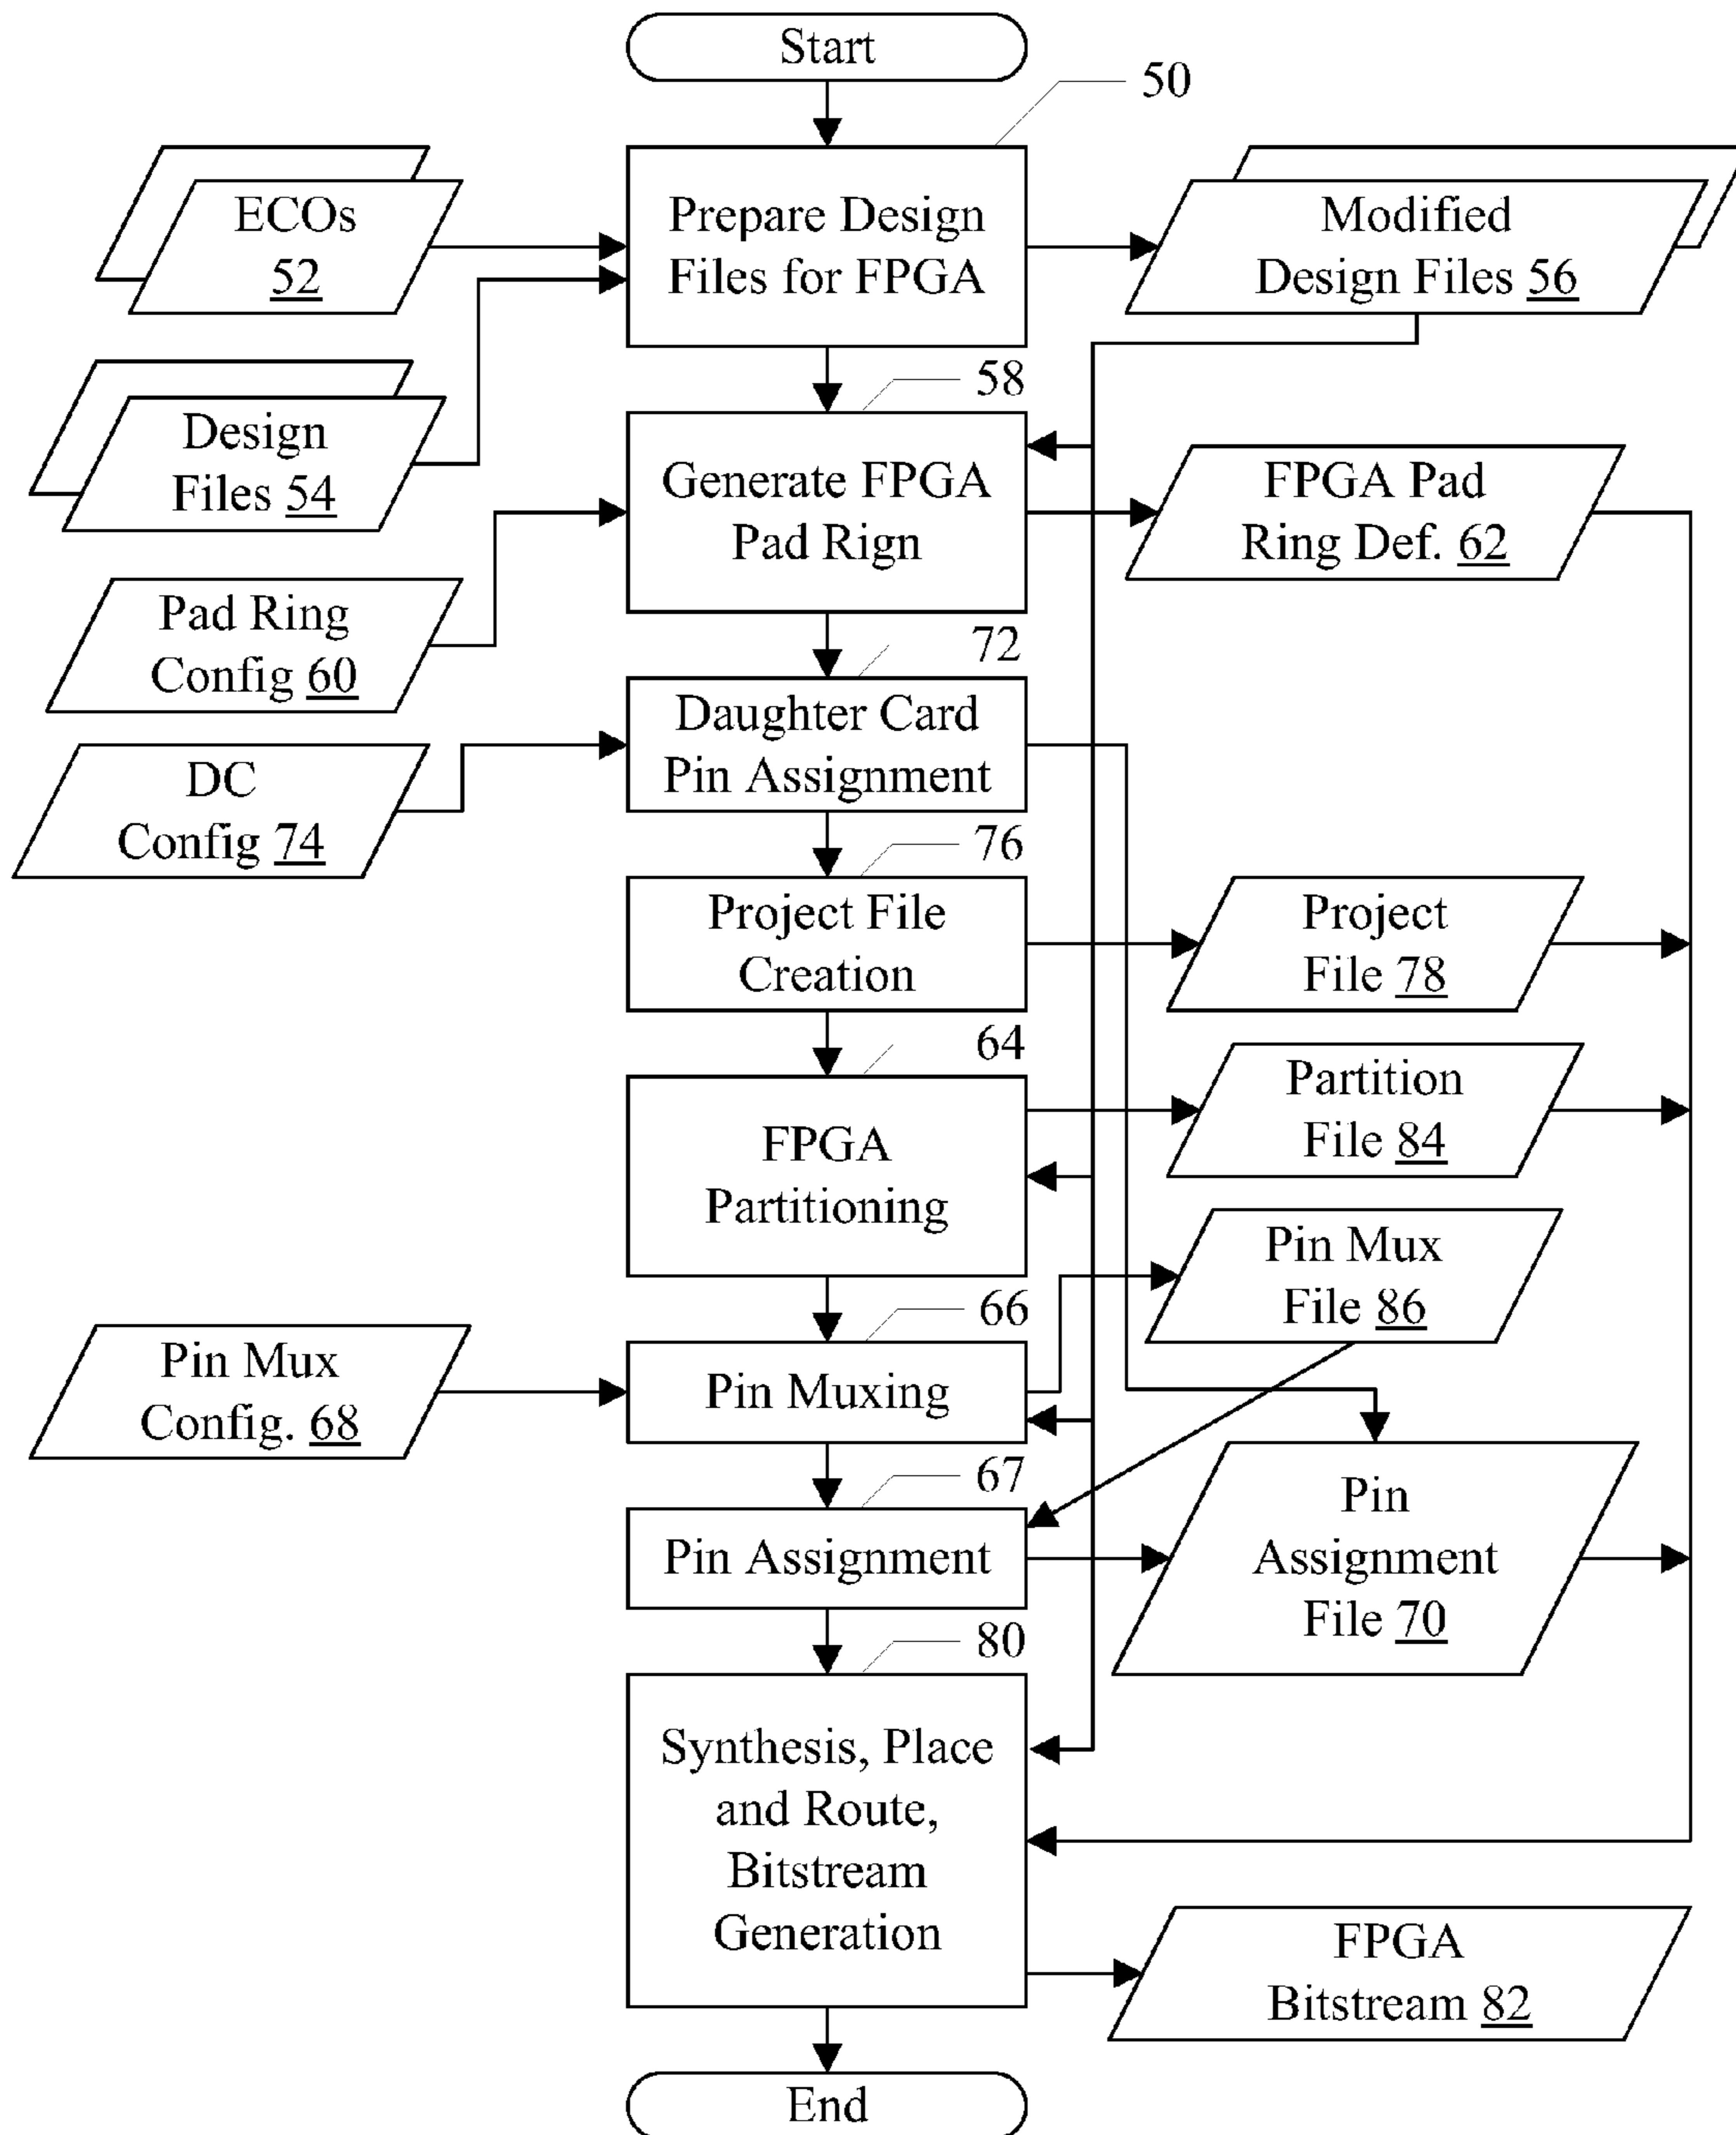 Start
50
ECOs
52
Prepare Design
Files for FPGA
Modified
Design Files 56
58
Design
Files 54
Generate FPGA
Pad Rign
FPGA Pad
Ring Def. 62
Pad Ring
Config 60
72
Daughter Card
Pin Assignment
DC
Config 74
76
Project File
Creation
Project
File 78
64
FPGA
Partitioning
Partition
File 84
Pin Mux
File 86
66
Pin Mux
Config. 68
Pin Muxing
67
Pin Assignment
Pin
Assignment
File 70
80
Synthesis, Place
and Route,
Bitstream
Generation
FPGA
Bitstream 82
End